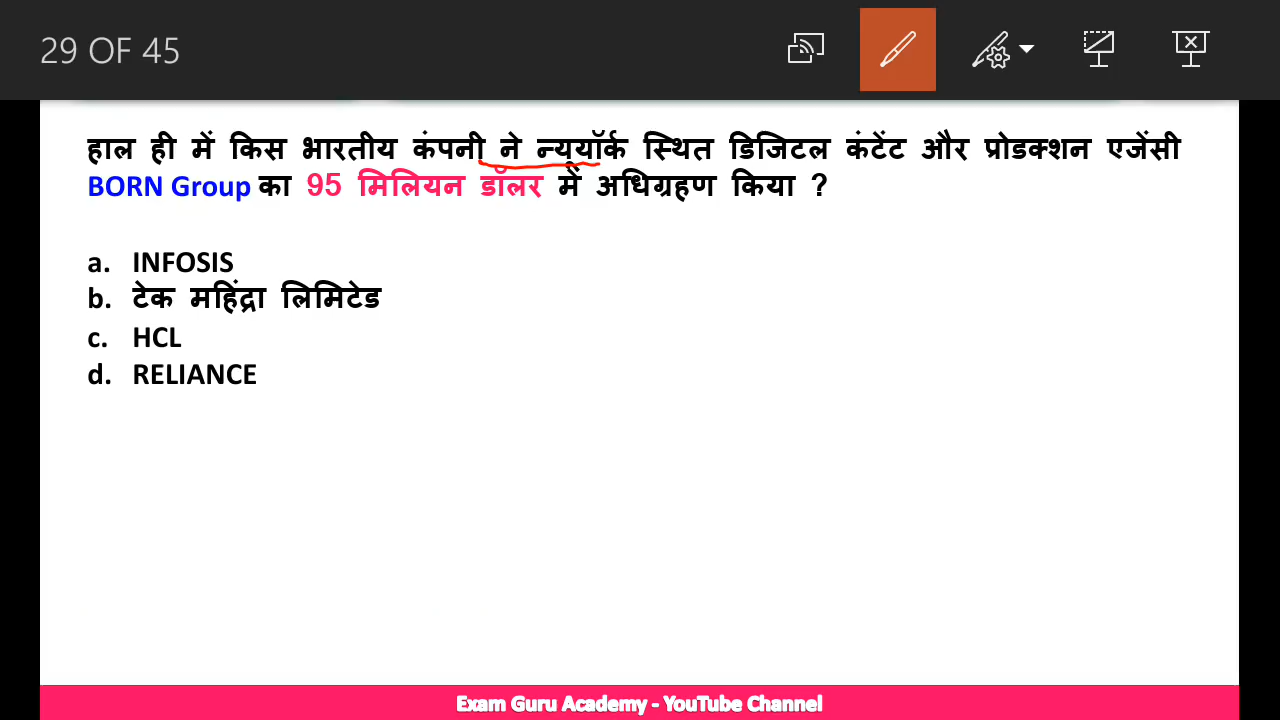 29 OF 45
हाल ही में किस भारतीय कंपनी ने न्यूयॉर्क स्थित डिजिटल कंटेंट और प्रोडक्शन एजेंसी
BORN Group का 95 मिलियन डॉलर में अधिग्रहण किया ?
a. INFOSIS
b. टेक महिंद्रा लिमिटेड
c. HCL
d. RELIANCE
Exam Guru Academy - YouTube Channel